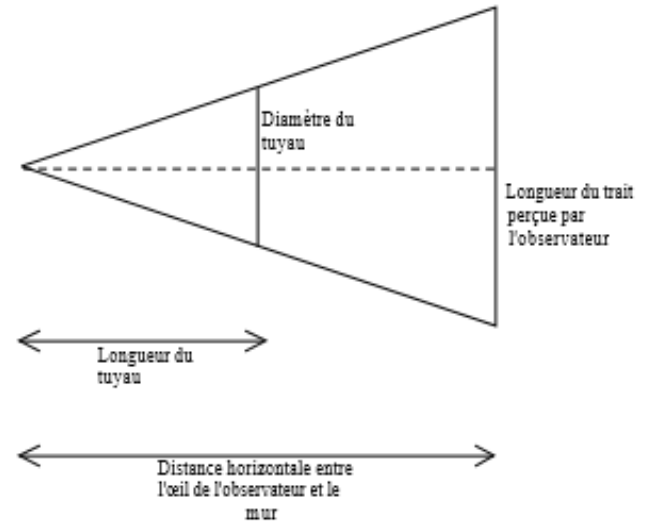 Diamètre du
tuyau
Longueur du trait
perçue par
l'observateur
Longueur du
tuyau
Distance horizontale entre
l'œil de l'observateur et le
mur